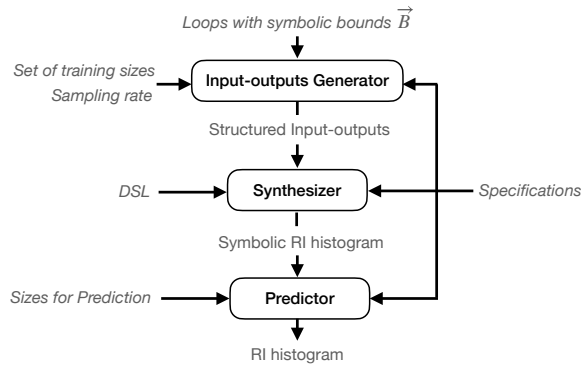 Loops with symbolic bounds B
Set of training sizes
Sampling rate
Input-outputs Generator
Structured Input-outputs
DSL
Synthesizer
Specifications
Symbolic RI histogram
Sizes for Prediction
Predictor
RI histogram